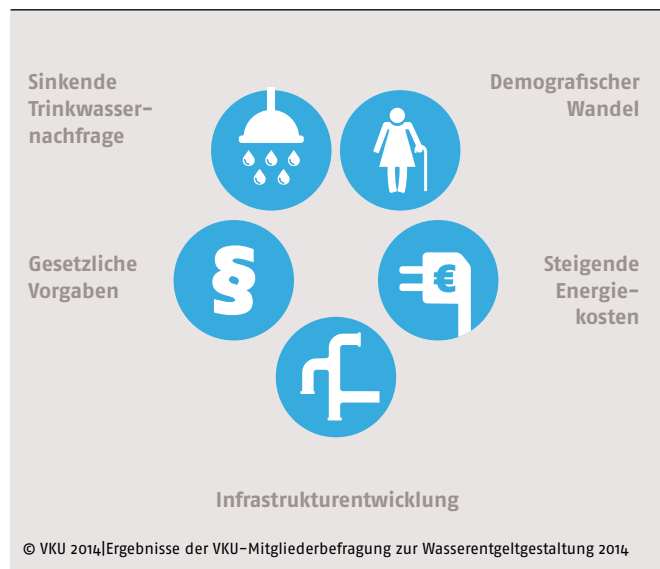 Sinkende
Trinkwasser-
nachfrage
Demografischer
Wandel
§
Gesetzliche
Vorgaben
€
Steigende
Energie-
kosten
Infrastrukturentwicklung
© VKU 2014|Ergebnisse der VKU-Mitgliederbefragung zur Wasserentgeltgestaltung 2014